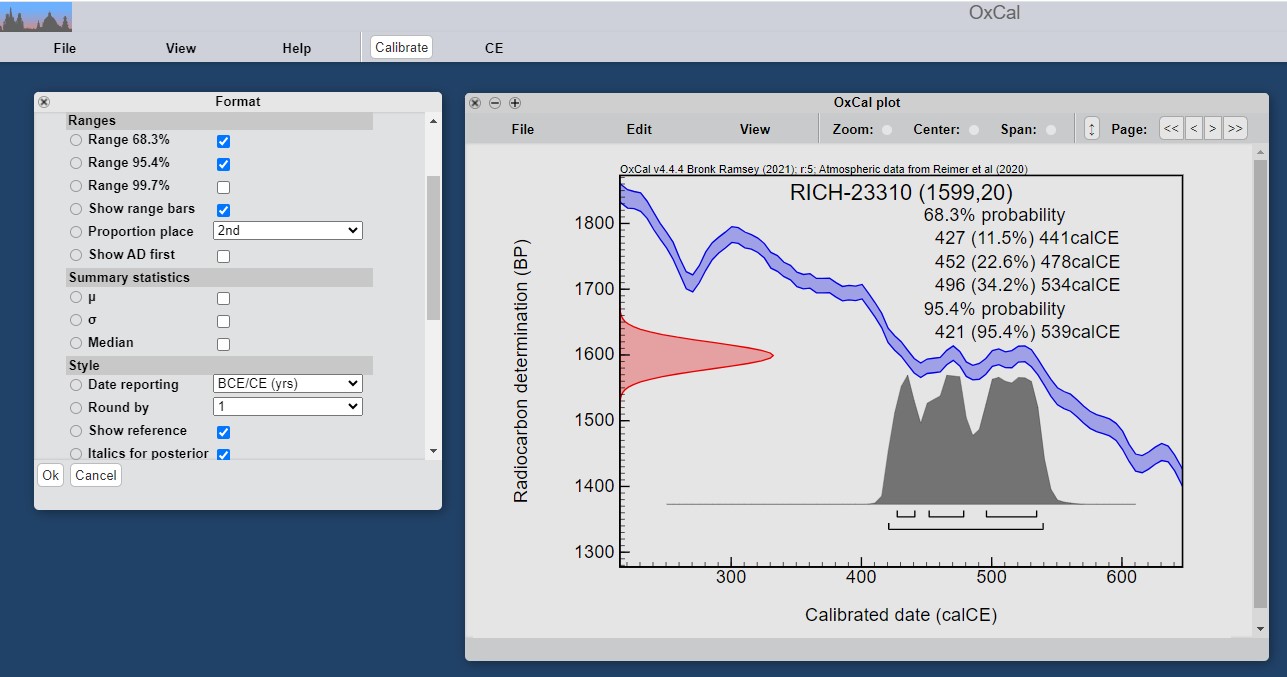 OxCal
File View Help Calibrate CE
Format
Ranges
Range 68.3%
Range 95.4%
Range 99.7%
Show range bars
Proportion place 2nd
Show AD first
Summary statistics
μ
σ
Median
Style
Date reporting BCE/CE (yrs)
Round by 1
Show reference
Italics for posterior
Ok Cancel
OxCal plot
File Edit View Zoom: Center: Span: Page: << < > >>
OxCal v4.4.4 Bronk Ramsey (2021); r:5; Atmospheric data from Reimer et al (2020)
RICH-23310 (1599,20)
68.3% probability
427 (11.5%) 441calCE
452 (22.6%) 478calCE
496 (34.2%) 534calCE
95.4% probability
421 (95.4%) 539calCE
Radiocarbon determination (BP)
1800
1700
1600
1500
1400
1300
300 400 500 600
Calibrated date (calCE)